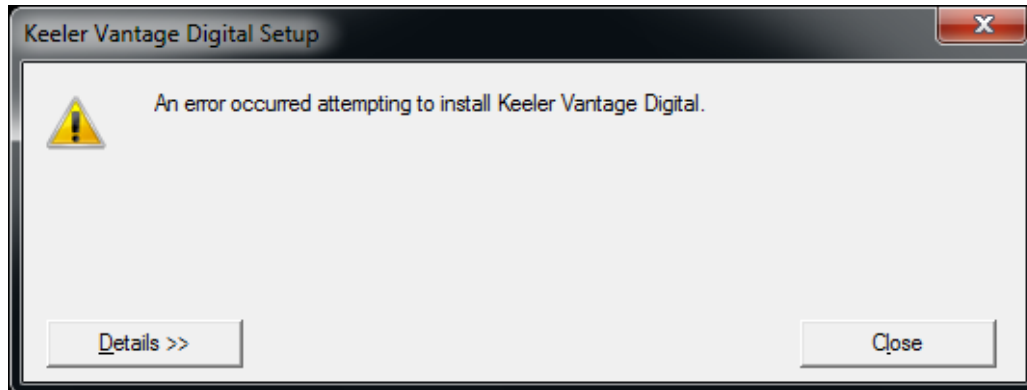 Keeler Vantage Digital Setup
An error occurred attempting to install Keeler Vantage Digital.
Details >>
Close